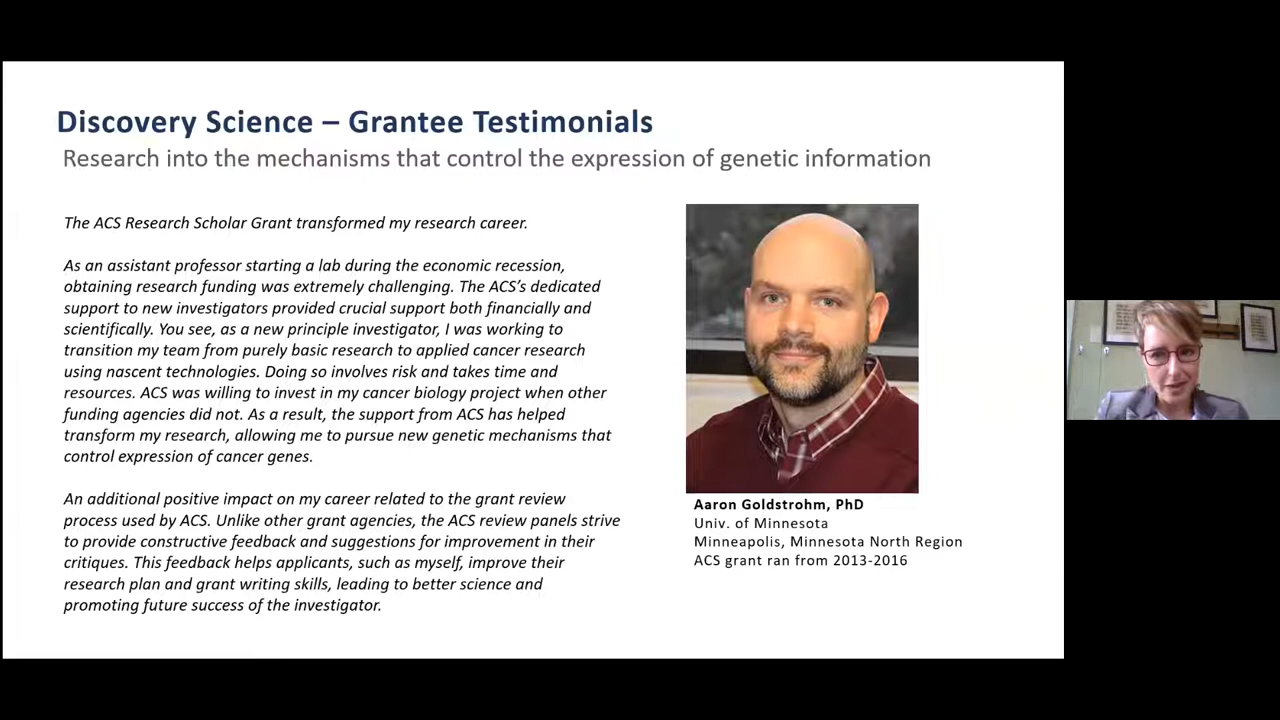 Discovery Science – Grantee Testimonials
Research into the mechanisms that control the expression of genetic information
The ACS Research Scholar Grant transformed my research career.
As an assistant professor starting a lab during the economic recession,
obtaining research funding was extremely challenging. The ACS's dedicated
support to new investigators provided crucial support both financially and
scientifically. You see, as a new principle investigator, I was working to
transition my team from purely basic research to applied cancer research
using nascent technologies. Doing so involves risk and takes time and
resources. ACS was willing to invest in my cancer biology project when other
funding agencies did not. As a result, the support from ACS has helped
transform my research, allowing me to pursue new genetic mechanisms that
control expression of cancer genes.
An additional positive impact on my career related to the grant review
process used by ACS. Unlike other grant agencies, the ACS review panels strive
to provide constructive feedback and suggestions for improvement in their
critiques. This feedback helps applicants, such as myself, improve their
research plan and grant writing skills, leading to better science and
promoting future success of the investigator.
Aaron Goldstrohm, PhD
Univ. of Minnesota
Minneapolis, Minnesota North Region
ACS grant ran from 2013-2016